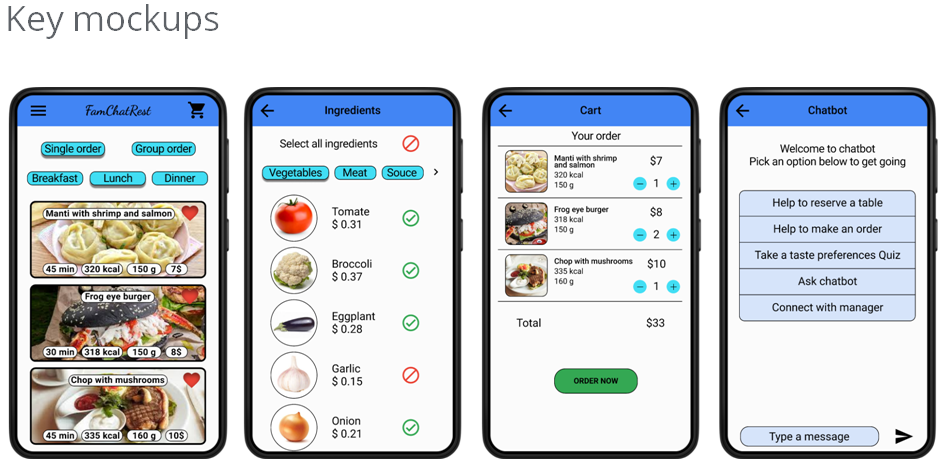 Key mockups
FamChatRest
Single order Group order
Breakfast Lunch Dinner
Manti with shrimp and salmon
45 min 320 kcal 150 g 7$
Frog eye burger
30 min 318 kcal 150 g 8$
Chop with mushrooms
45 min 335 kcal 160 g 10$
Ingredients
Select all ingredients
Vegetables Meat Souce
Tomate
$ 0.31
Broccoli
$ 0.37
Eggplant
$ 0.28
Garlic
$ 0.15
Onion
$ 0.21
Cart
Your order
Manti with shrimp
and salmon
320 kcal
150 g
$7
1
Frog eye burger
318 kcal
150 g
$8
2
Chop with mushrooms
335 kcal
160 g
$10
1
Total $33
ORDER NOW
Chatbot
Welcome to chatbot
Pick an option below to get going
Help to reserve a table
Help to make an order
Take a taste preferences Quiz
Ask chatbot
Connect with manager
Type a message